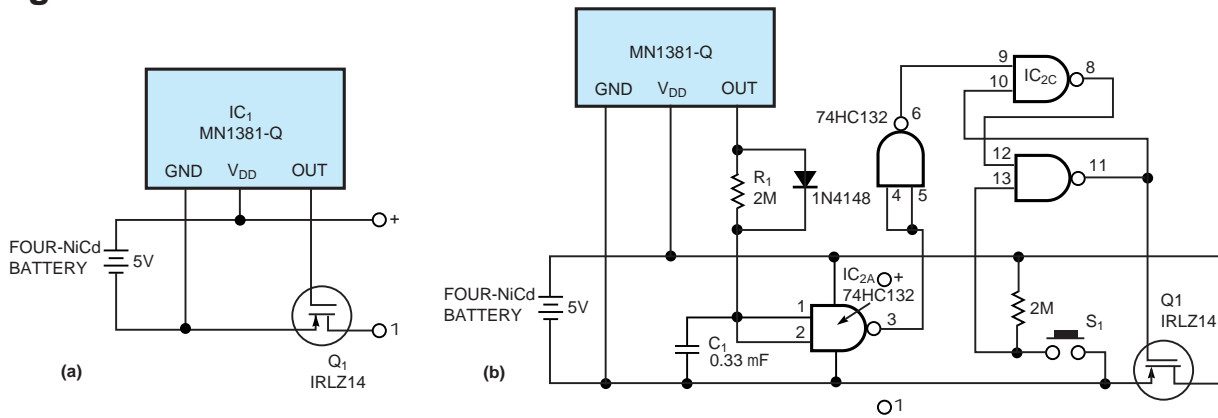 IC1
MN1381-Q
GND VDD OUT
+
FOUR-NiCd
BATTERY
5V
1
Q1
IRLZ14
(a)
MN1381-Q
GND VDD OUT
9
10
IC2C
8
74HC132
6
12
13
11
R1
2M
1N4148
4 5
FOUR-NiCd
BATTERY
5V
IC2A
+
74HC132
1
2
3
C1
0.33 mF
2M
S1
Q1
IRLZ14
(b)
1